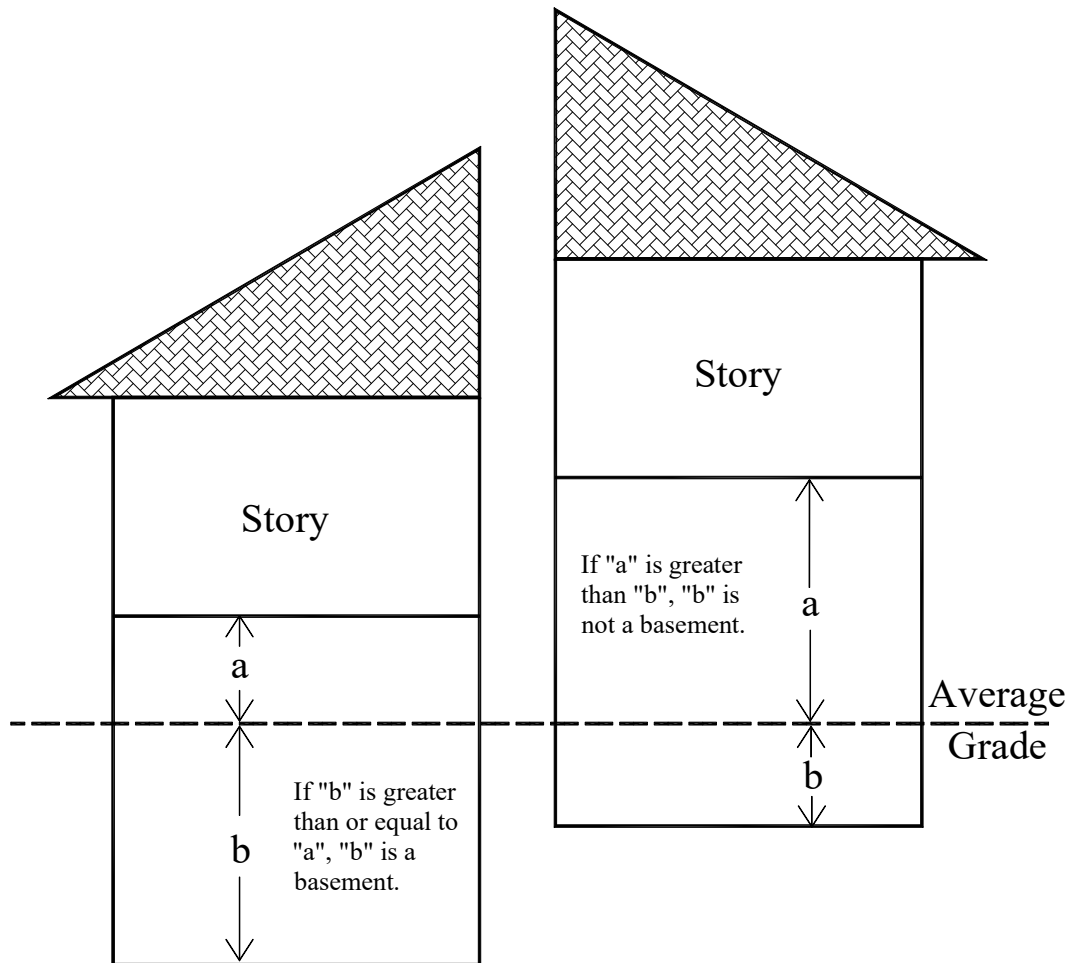 Story
a
If "b" is greater
than or equal to
"a", "b" is a
basement.
b
Story
If "a" is greater
than "b", "b" is
not a basement.
a
b
Average
Grade